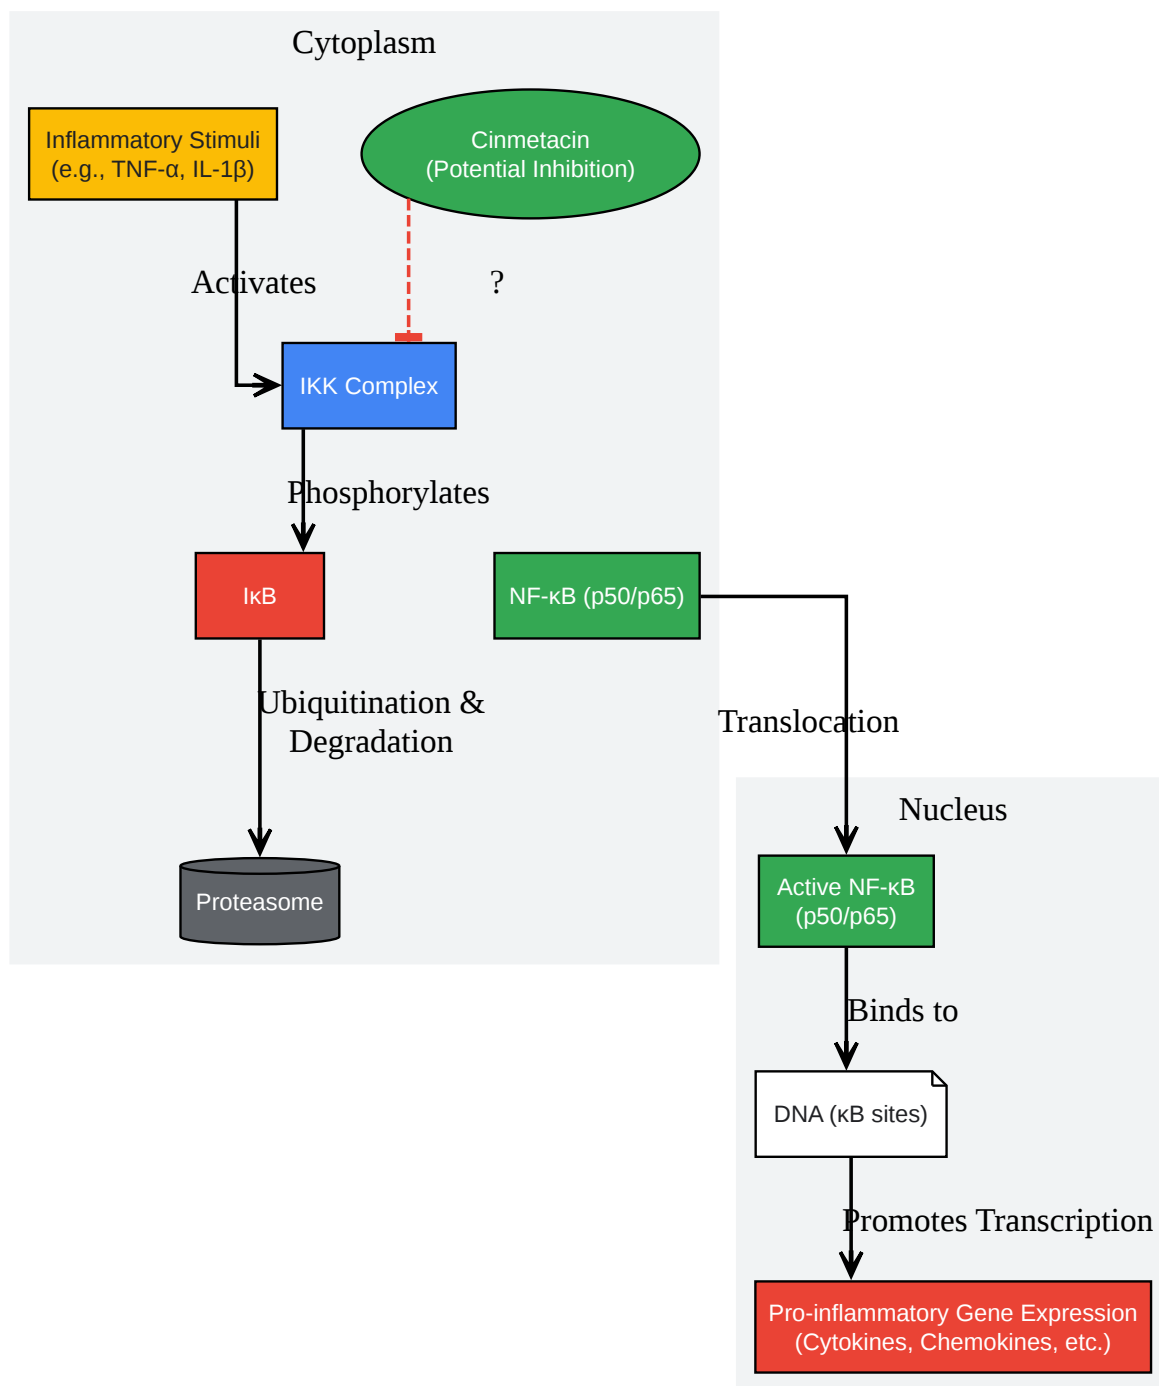 Cytoplasm
Inflammatory Stimuli
(e.g., TNF-α, IL-1β)
Cinmetacin
(Potential Inhibition)
Activates
?
IKK Complex
Phosphorylates
IκB
NF-κB (p50/p65)
Ubiquitination &
Degradation
Translocation
Nucleus
Active NF-κB
(p50/p65)
Proteasome
Binds to
DNA (κB sites)
Promotes Transcription
Pro-inflammatory Gene Expression
(Cytokines, Chemokines, etc.)